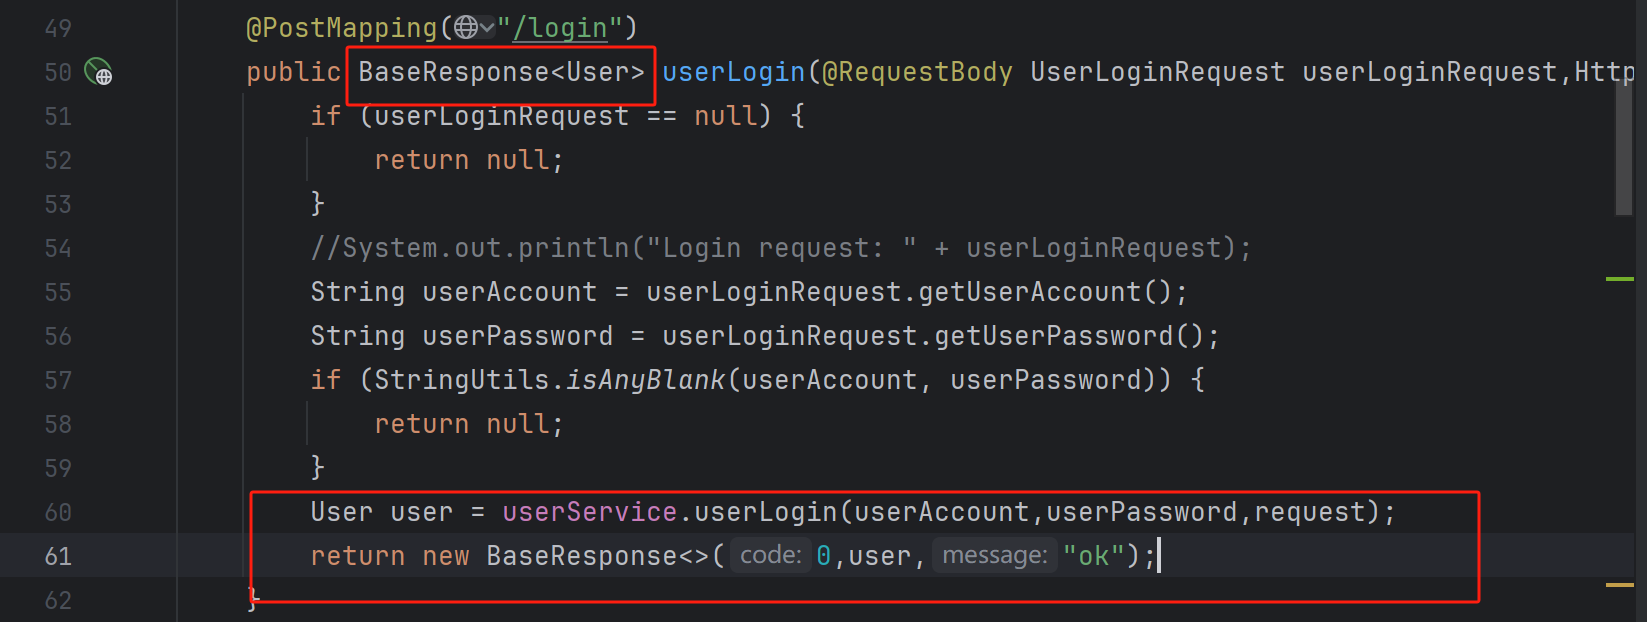 49 @PostMapping("/login")
50 public BaseResponse<User> userLogin(@RequestBody UserLoginRequest userLoginRequest,Http
51 if (userLoginRequest == null) {
52 return null;
53 }
54 //System.out.println("Login request: " + userLoginRequest);
55 String userAccount = userLoginRequest.getUserAccount();
56 String userPassword = userLoginRequest.getUserPassword();
57 if (StringUtils.isAnyBlank(userAccount, userPassword)) {
58 return null;
59 }
60 User user = userService.userLogin(userAccount,userPassword,request);
61 return new BaseResponse<>( code: 0,user, message: "ok");
62 }